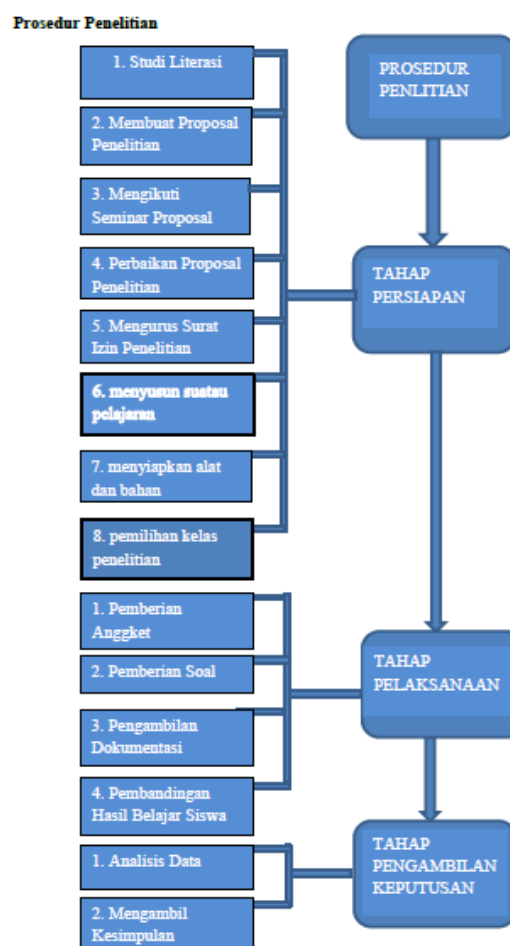 Prosedur Penelitian
PROSEDUR
PENLITIAN
TAHAP
PERSIAPAN
1. Studi Literasi
2. Membuat Proposal
Penelitian
3. Mengikuti
Seminar Proposal
4. Perbaikan Proposal
Penelitian
5. Mengurus Surat
Izin Penelitian
6. menyusun suatau
pelajaran
7. menyiapkan alat
dan bahan
8. pemilihan kelas
penelitian
TAHAP
PELAKSANAAN
1. Pemberian
Anggket
2. Pemberian Soal
3. Pengambilan
Dokumentasi
4. Pembandingan
Hasil Belajar Siswa
TAHAP
PENGAMBILAN
KEPUTUSAN
1. Analisis Data
2. Mengambil
Kesimpulan